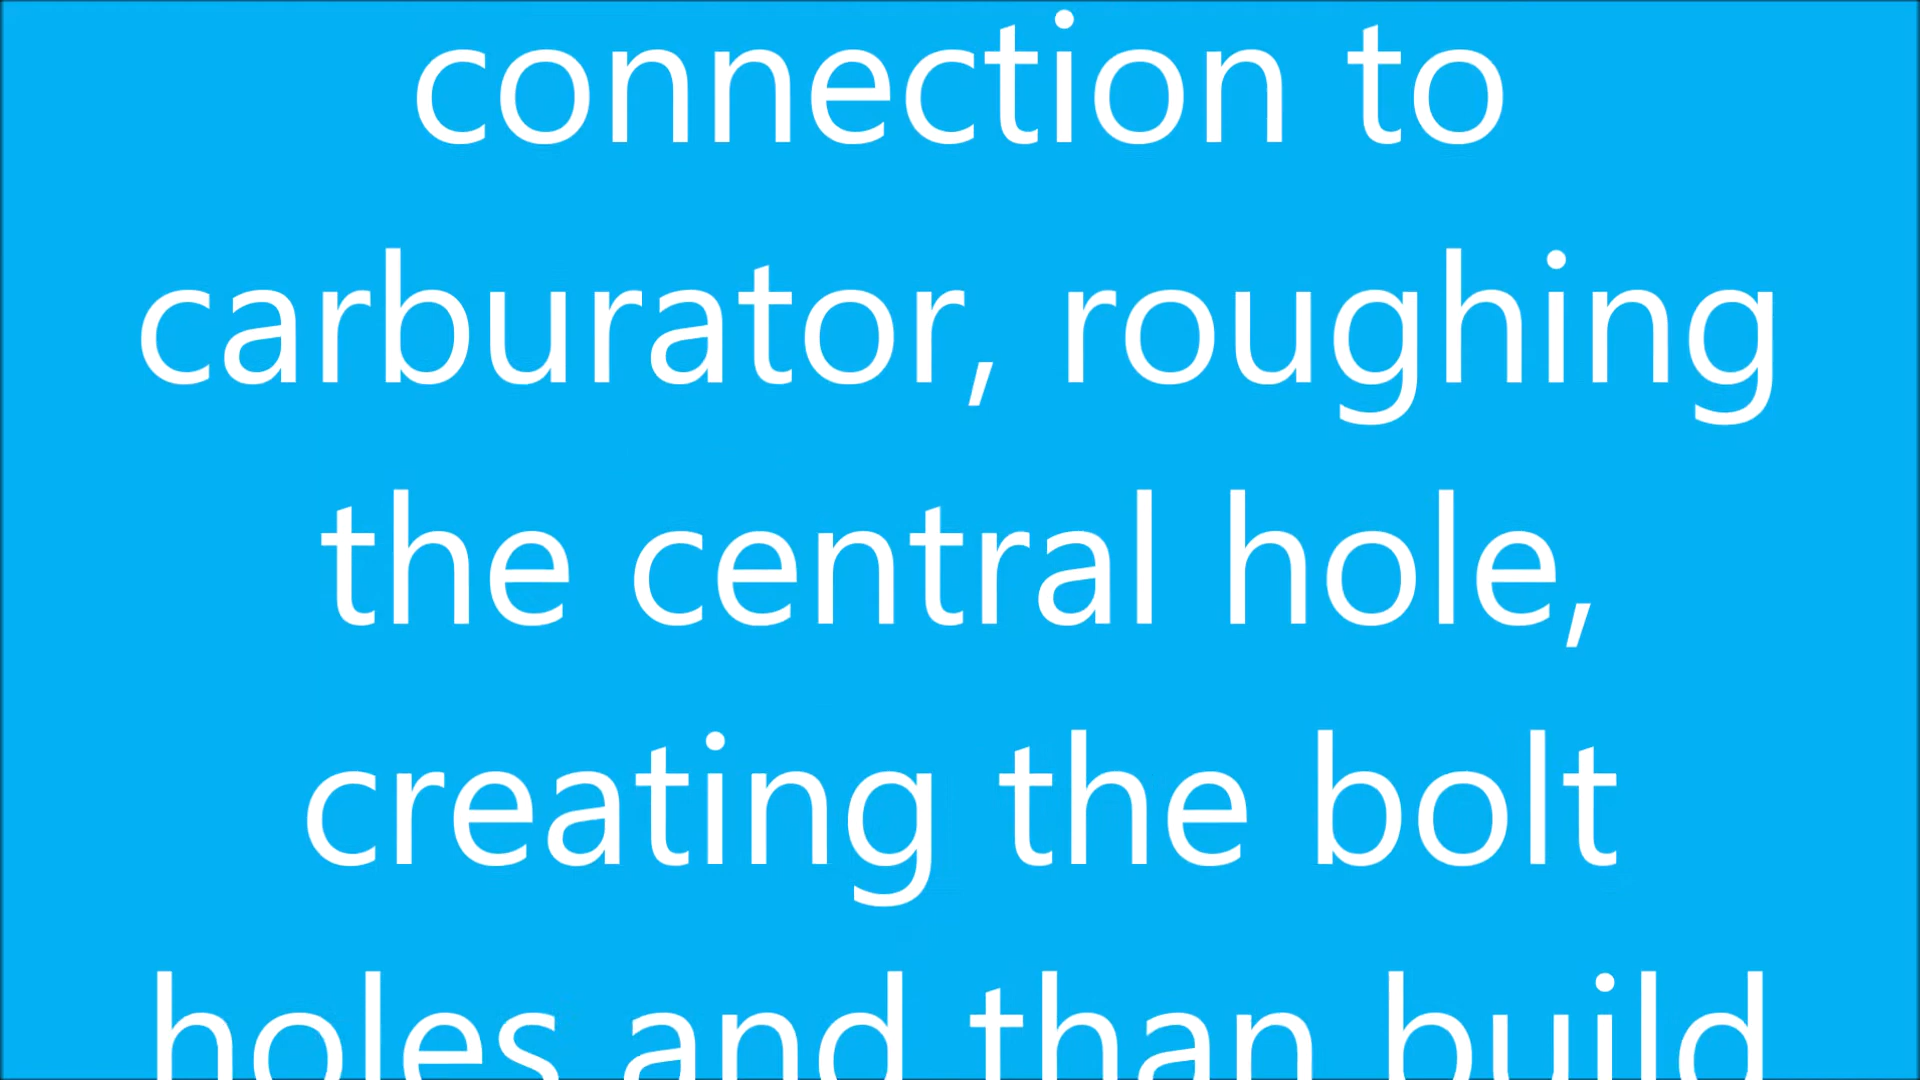 connection to
carburator, roughing
the central hole,
creating the bolt
holes and than build